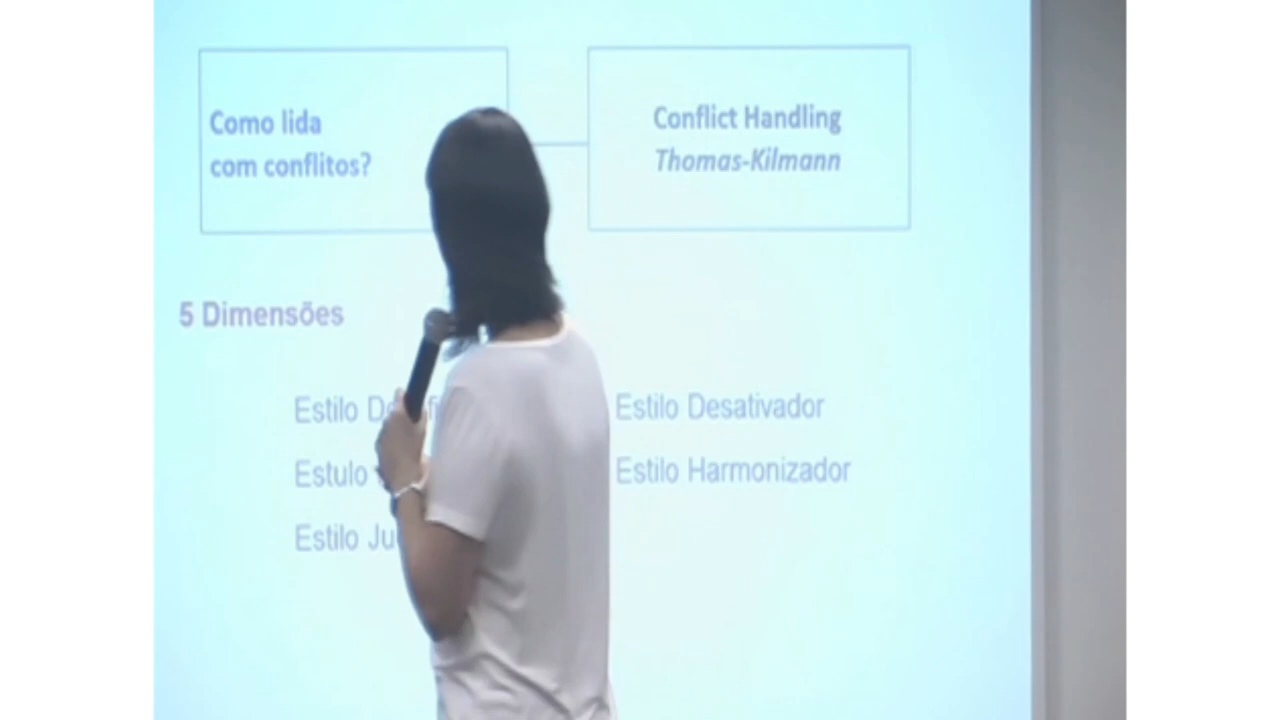 Como lida
com conflitos?
Conflict Handling
Thomas-Kilmann
5 Dimensões
Estilo
Estilo Desativador
Estulo
Estilo Harmonizador
Estilo